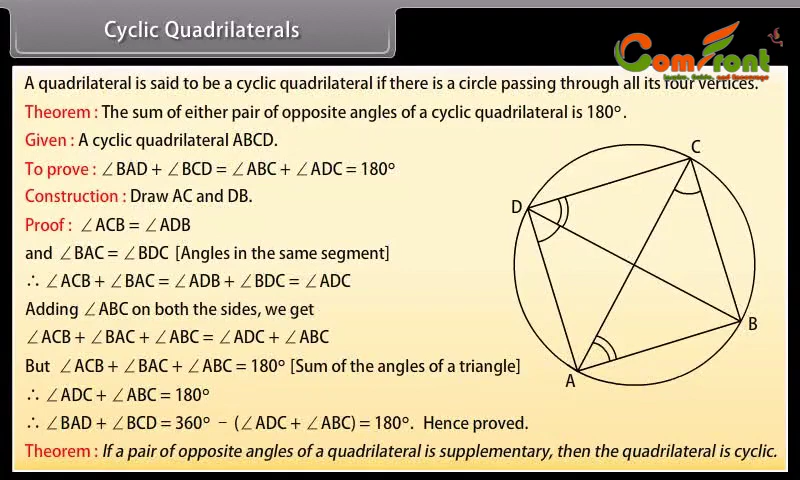 Cyclic Quadrilaterals
ComFront
Inspire, Guide, and Encourage
A quadrilateral is said to be a cyclic quadrilateral if there is a circle passing through all its four vertices.
Theorem : The sum of either pair of opposite angles of a cyclic quadrilateral is 180°.
Given : A cyclic quadrilateral ABCD.
To prove : ∠BAD + ∠BCD = ∠ABC + ∠ADC = 180°
Construction : Draw AC and DB.
Proof : ∠ACB = ∠ADB
and ∠BAC = ∠BDC [Angles in the same segment]
∴ ∠ACB + ∠BAC = ∠ADB + ∠BDC = ∠ADC
Adding ∠ABC on both the sides, we get
∠ACB + ∠BAC + ∠ABC = ∠ADC + ∠ABC
But ∠ACB + ∠BAC + ∠ABC = 180° [Sum of the angles of a triangle]
∴ ∠ADC + ∠ABC = 180°
∴ ∠BAD + ∠BCD = 360° − (∠ADC + ∠ABC) = 180°. Hence proved.
Theorem : If a pair of opposite angles of a quadrilateral is supplementary, then the quadrilateral is cyclic.
C
D
B
A